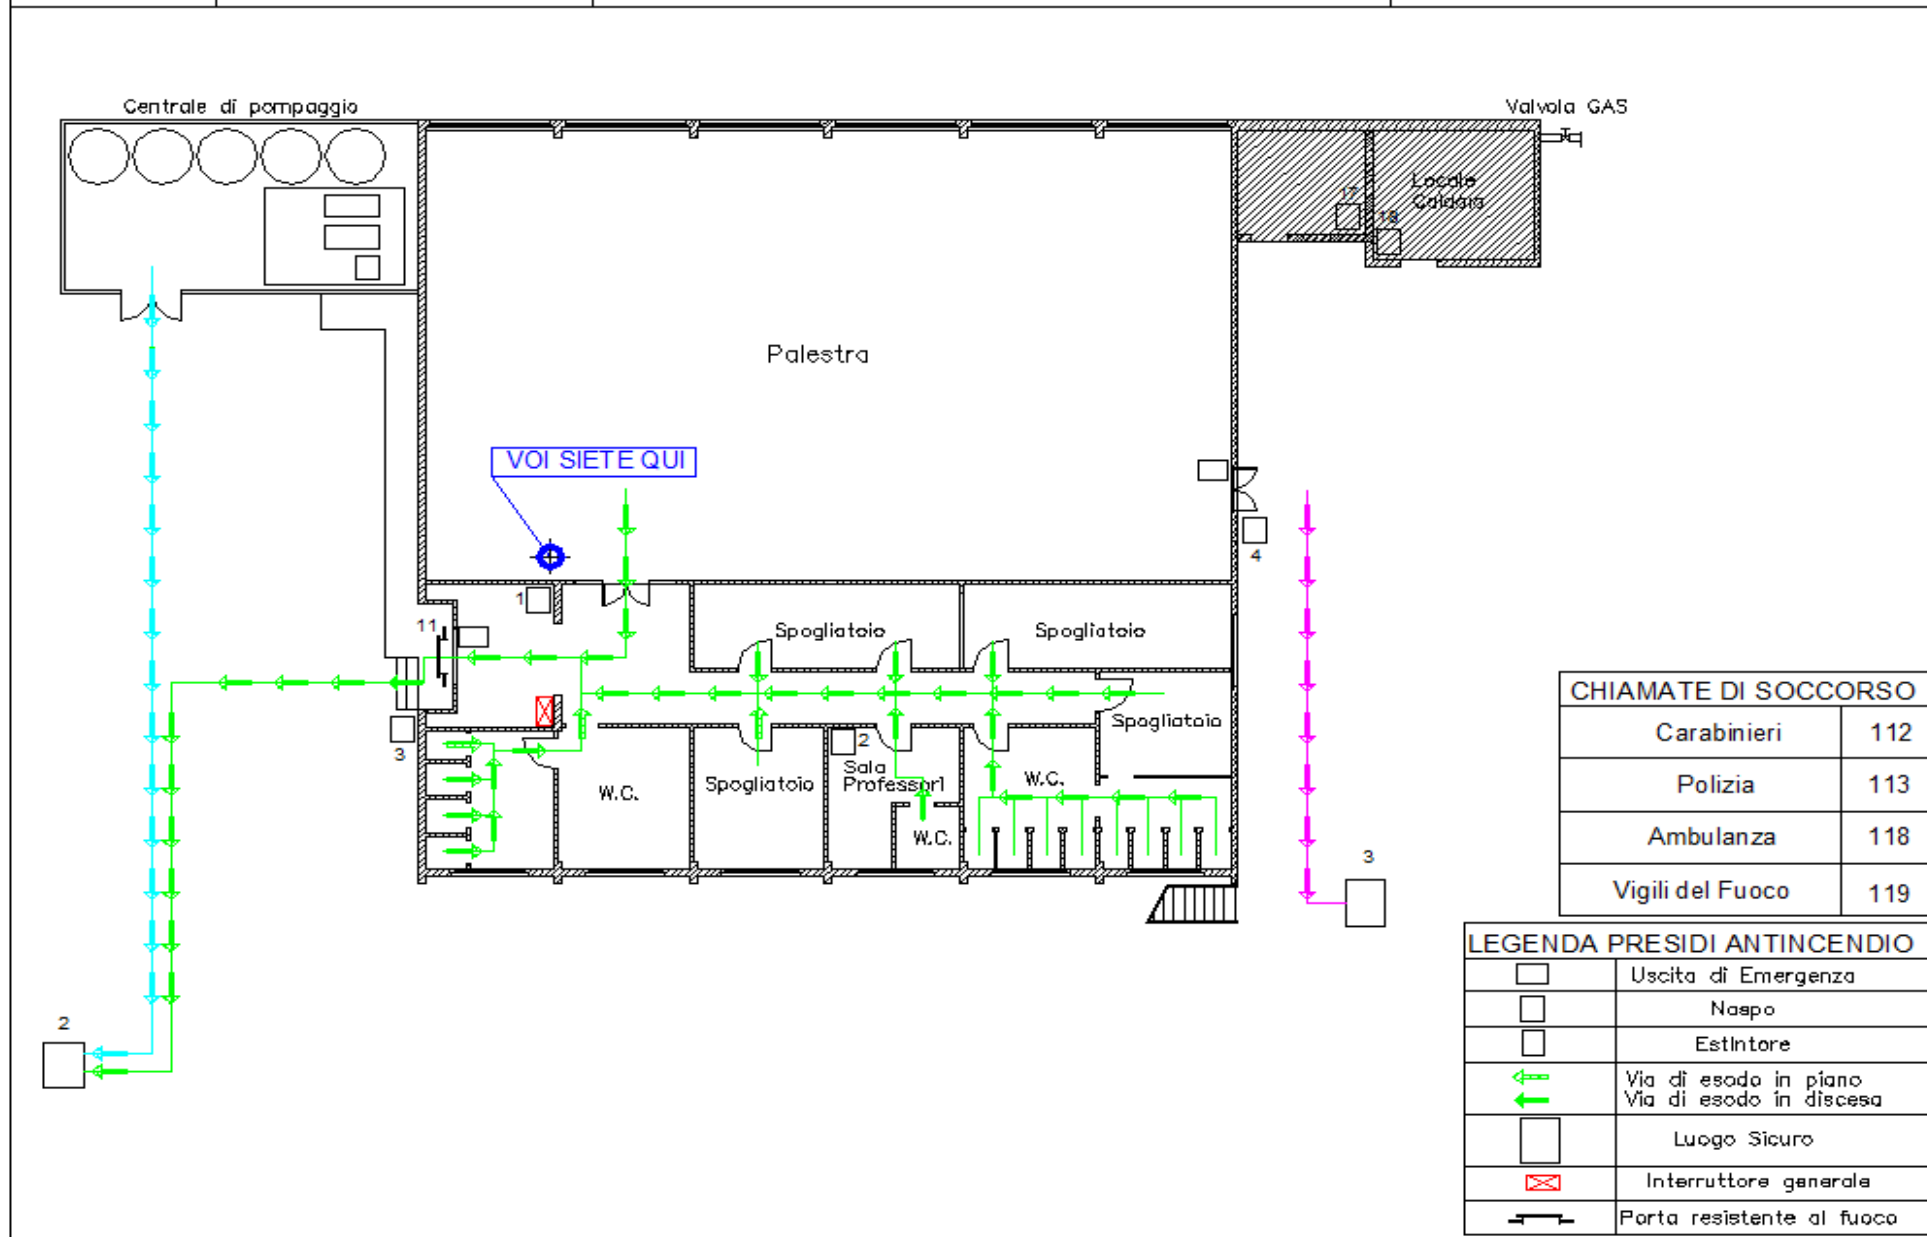 Centrale di pompaggio
Valvola GAS
17
Locale
Caldaia
18
Palestra
VOI SIETE QUI
4
1
11
Spogliatoio
Spogliatoio
3
2
Spogliatoio
W.C.
Spogliatoio
Sala
Professori
W.C.
W.C.
3
2
CHIAMATE DI SOCCORSO
Carabinieri 112
Polizia 113
Ambulanza 118
Vigili del Fuoco 119
LEGENDA PRESIDI ANTINCENDIO
Uscita di Emergenza
Naspo
Estintore
Via di esodo in piano
Via di esodo in discesa
Luogo Sicuro
Interruttore generale
Porta resistente al fuoco